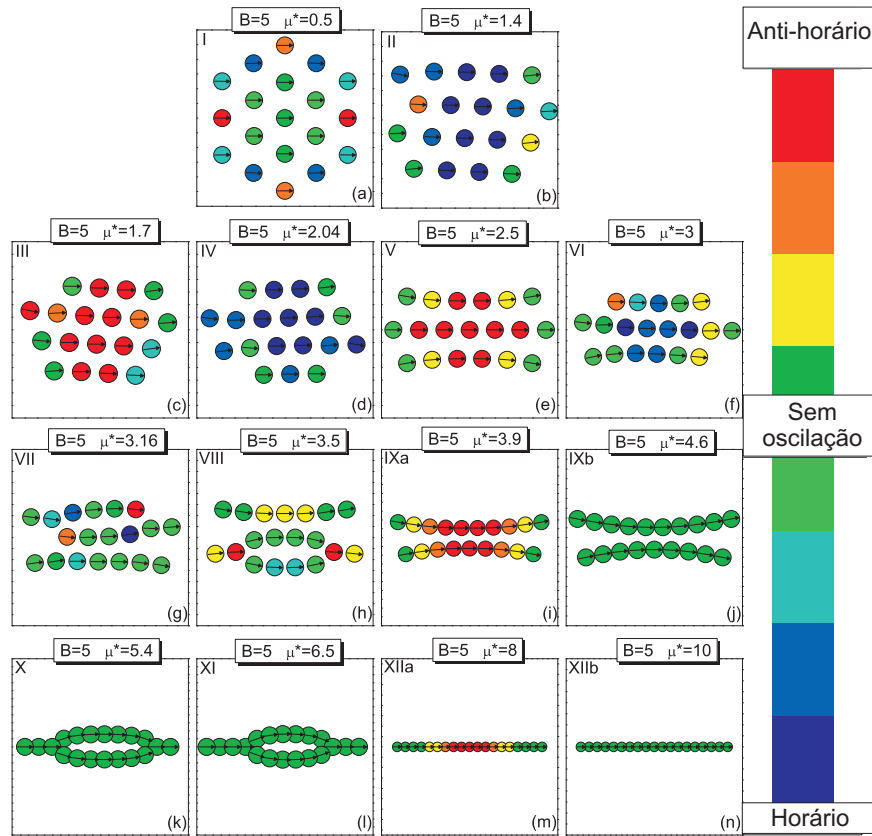 B=5 μ*=0.5
I
(a)
B=5 μ*=1.4
II
(b)
B=5 μ*=1.7
III
(c)
B=5 μ*=2.04
IV
(d)
B=5 μ*=2.5
V
(e)
B=5 μ*=3
VI
(f)
B=5 μ*=3.16
VII
(g)
B=5 μ*=3.5
VIII
(h)
B=5 μ*=3.9
IXa
(i)
B=5 μ*=4.6
IXb
(j)
B=5 μ*=5.4
X
(k)
B=5 μ*=6.5
XI
(l)
B=5 μ*=8
XIIa
(m)
B=5 μ*=10
XIIb
(n)
Anti-horário
Sem
oscilação
Horário